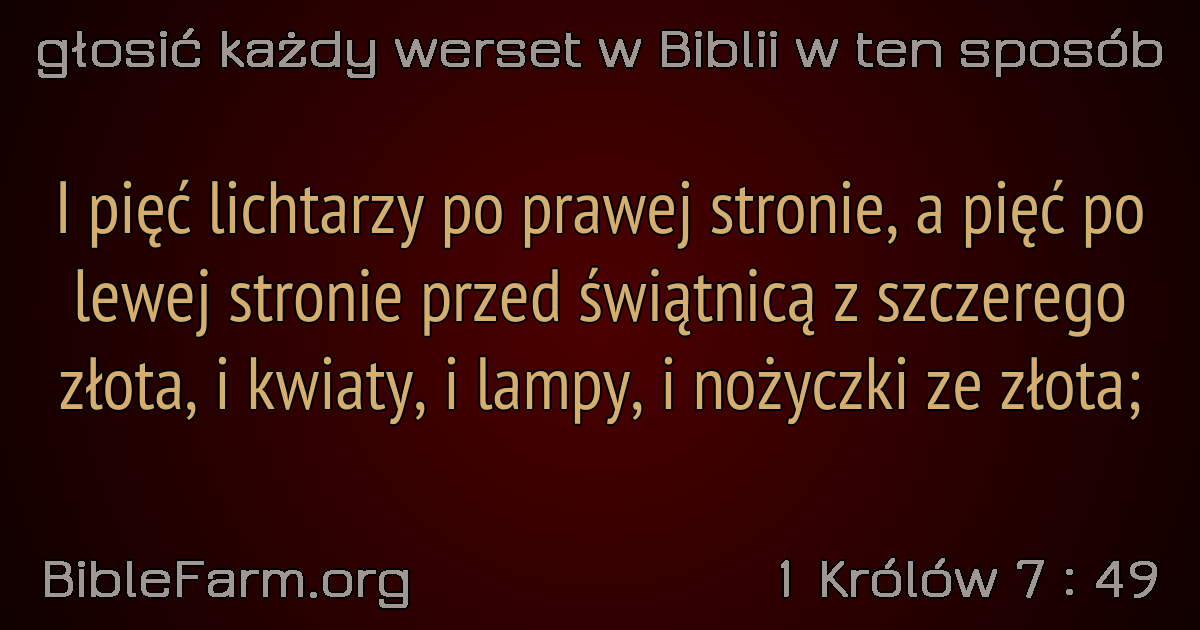 głosić każdy werset w Biblii w ten sposób
I pięć lichtarzy po prawej stronie, a pięć po
lewej stronie przed świątnicą z szczerego
złota, i kwiaty, i lampy, i nożyczki ze złota;
BibleFarm.org
1 Królów 7 : 49